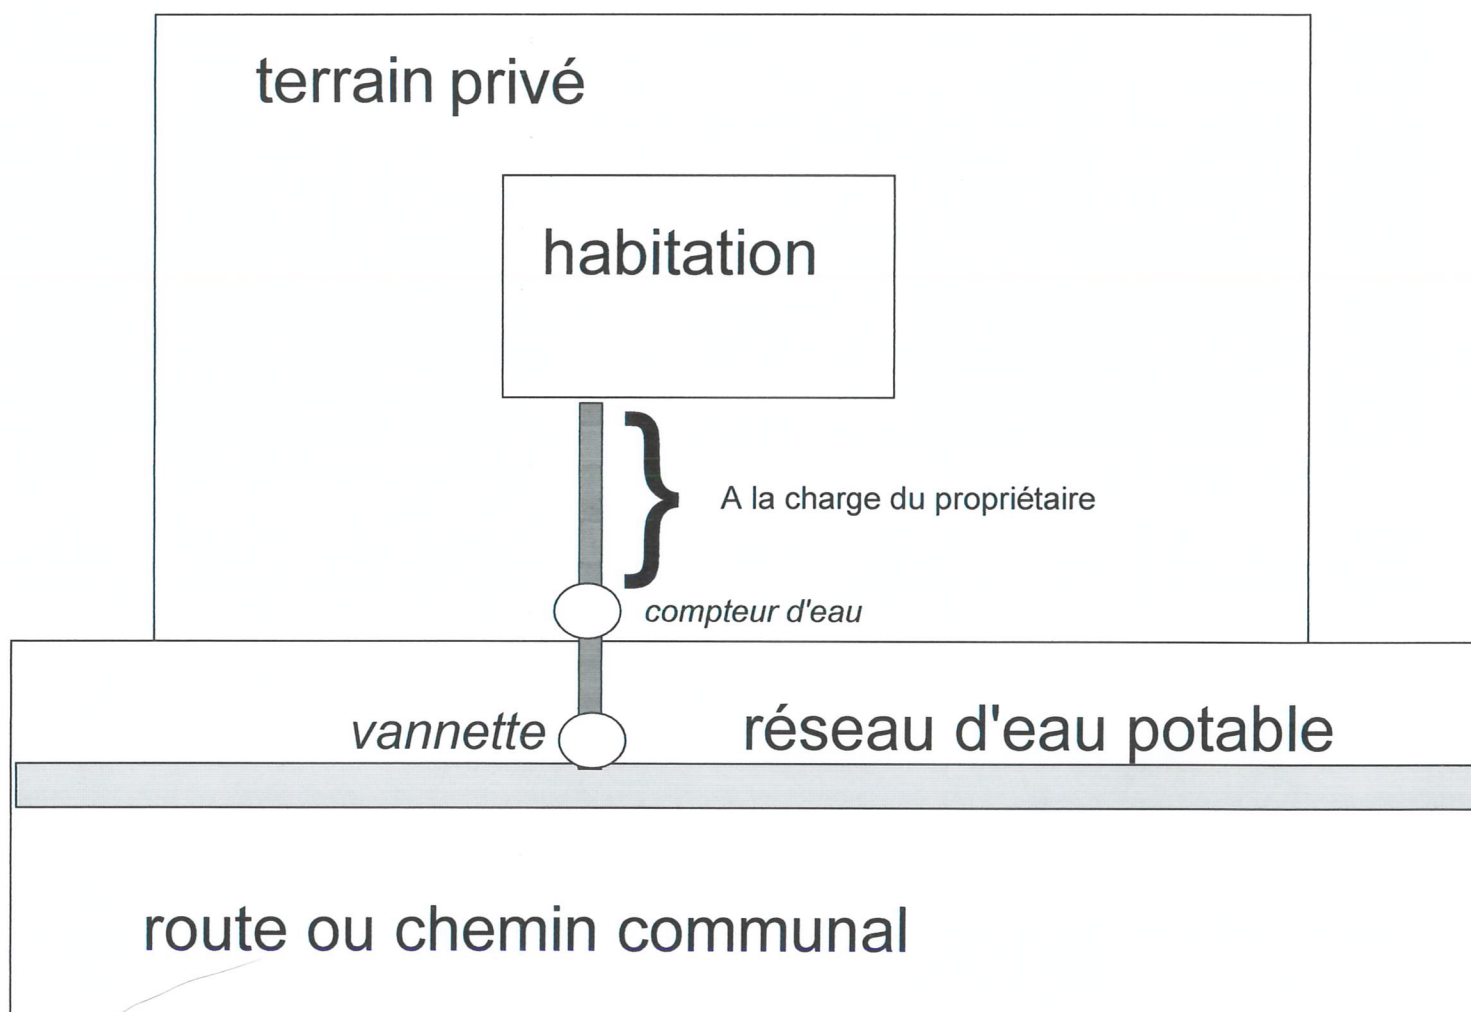 terrain privé
habitation
A la charge du propriétaire
compteur d'eau
vannette
réseau d'eau potable
route ou chemin communal